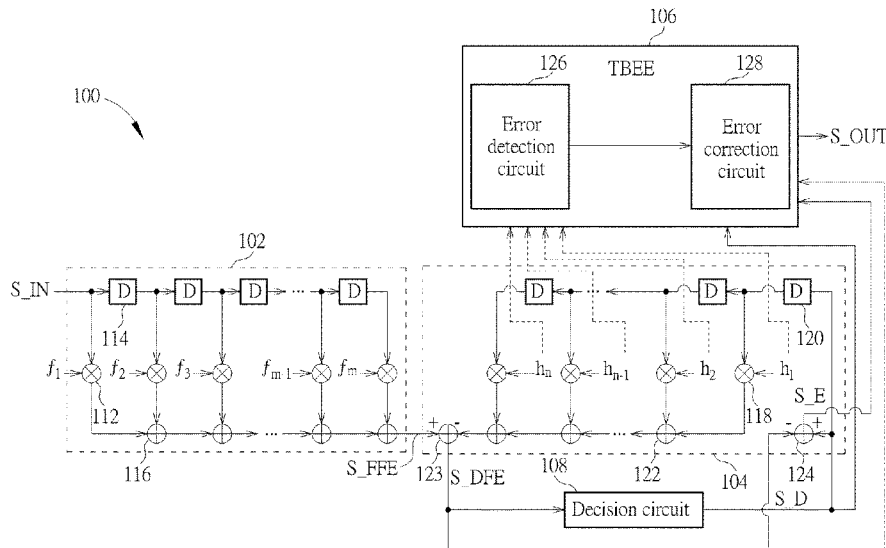 106
126
TBEE
128
100
Error
detection
circuit
Error
correction
circuit
S_OUT
102
S_IN
D
D
D
...
D
114
D
...
D
D
120
f1
f2
f3
fm-1
fm
hn
hn-1
h2
h1
112
118
S_E
+
-
...
...
-
+
116
S_FFE
123
S_DFE
122
104
124
108
S_D
Decision circuit